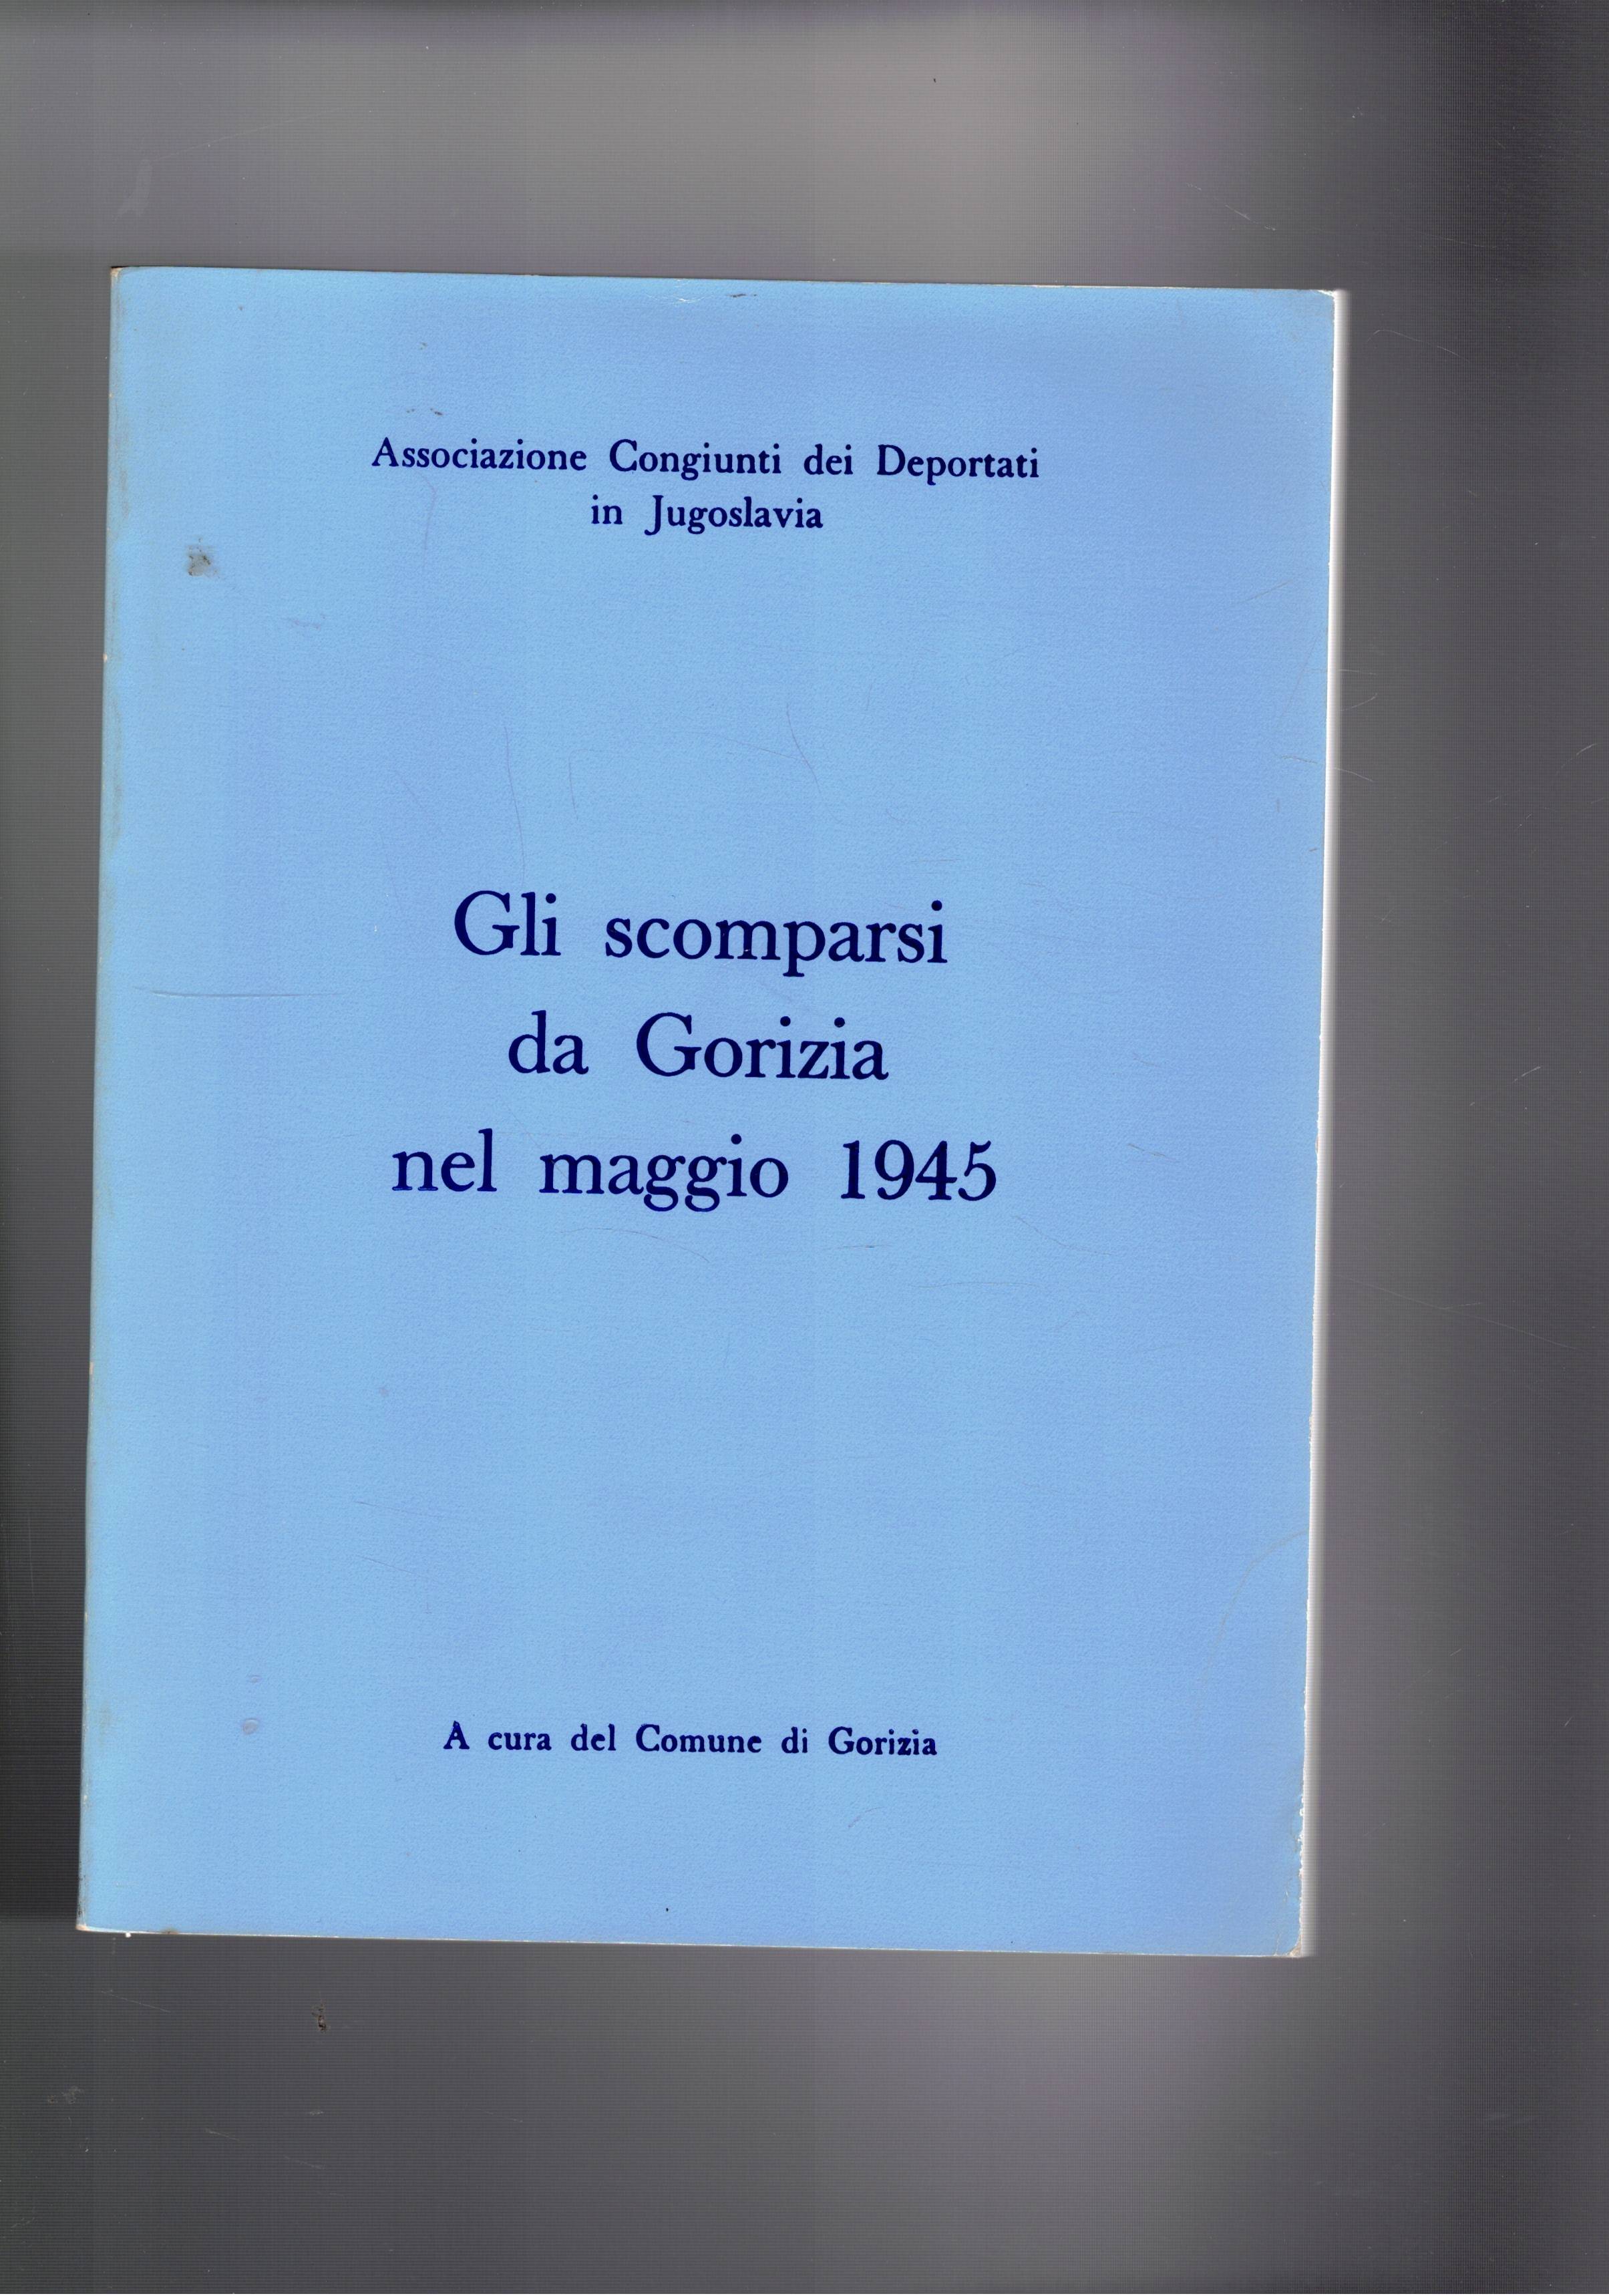 Associazione Congiunti dei Deportati
in Jugoslavia
Gli scomparsi
da Gorizia
nel maggio 1945
A cura del Comune di Gorizia